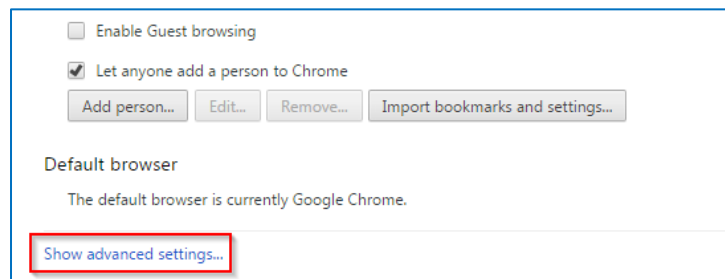 Enable Guest browsing
Let anyone add a person to Chrome
Add person... Edit... Remove... Import bookmarks and settings...
Default browser
The default browser is currently Google Chrome.
Show advanced settings...